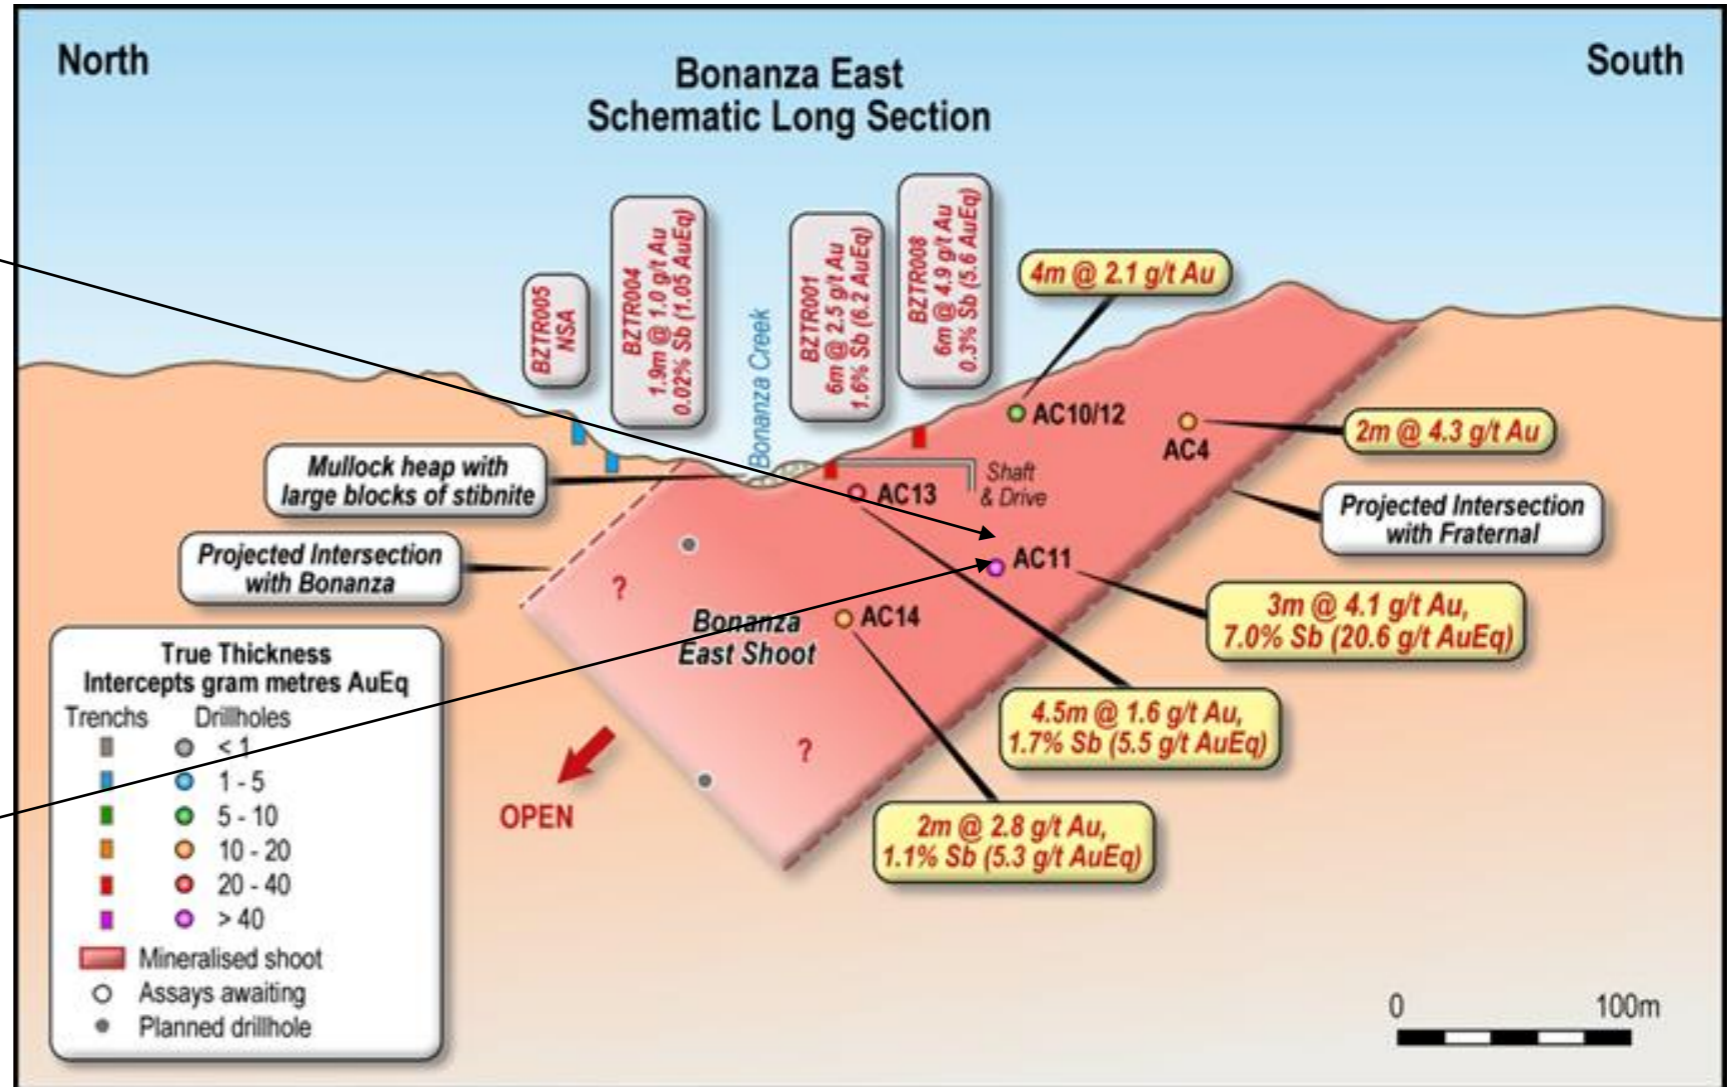 North
South
Bonanza East
Schematic Long Section
BZTR005
NSA
BZTR004
1.9m @ 1.0 g/t Au
0.02% Sb (1.05 AuEq)
Bonanza Creek
BZTR001
6m @ 2.5 g/t Au
1.6% Sb (6.2 AuEq)
BZTR008
6m @ 4.9 g/t Au
0.3% Sb (5.6 AuEq)
4m @ 2.1 g/t Au
AC10/12
2m @ 4.3 g/t Au
AC4
Mullock heap with
large blocks of stibnite
Shaft
& Drive
AC13
Projected Intersection
with Fraternal
Projected Intersection
with Bonanza
AC11
?
3m @ 4.1 g/t Au,
7.0% Sb (20.6 g/t AuEq)
AC14
Bonanza
East Shoot
4.5m @ 1.6 g/t Au,
1.7% Sb (5.5 g/t AuEq)
?
OPEN
2m @ 2.8 g/t Au,
1.1% Sb (5.3 g/t AuEq)
True Thickness
Intercepts gram metres AuEq
Trenchs Drillholes
< 1
1 - 5
5 - 10
10 - 20
20 - 40
> 40
Mineralised shoot
Assays awaiting
Planned drillhole
0 100m